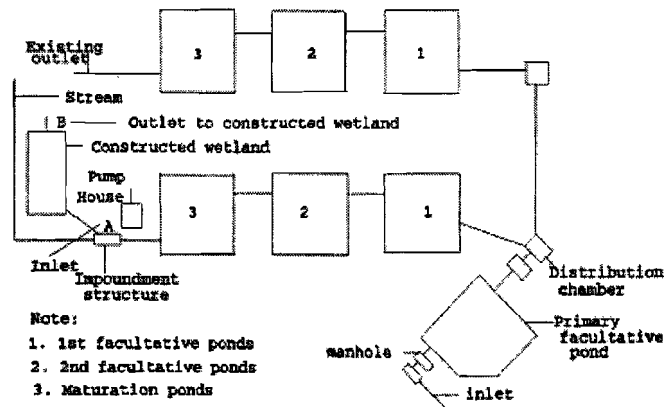 3
2
1
Existing
outlet
Stream
B
Outlet to constructed wetland
Constructed wetland
Pump
House
A
3
2
1
Inlet
Impoundment
structure
Distribution
chamber
Primary
facultative
pond
manhole
inlet
Note:
1. 1st facultative ponds
2. 2nd facultative ponds
3. Maturation ponds